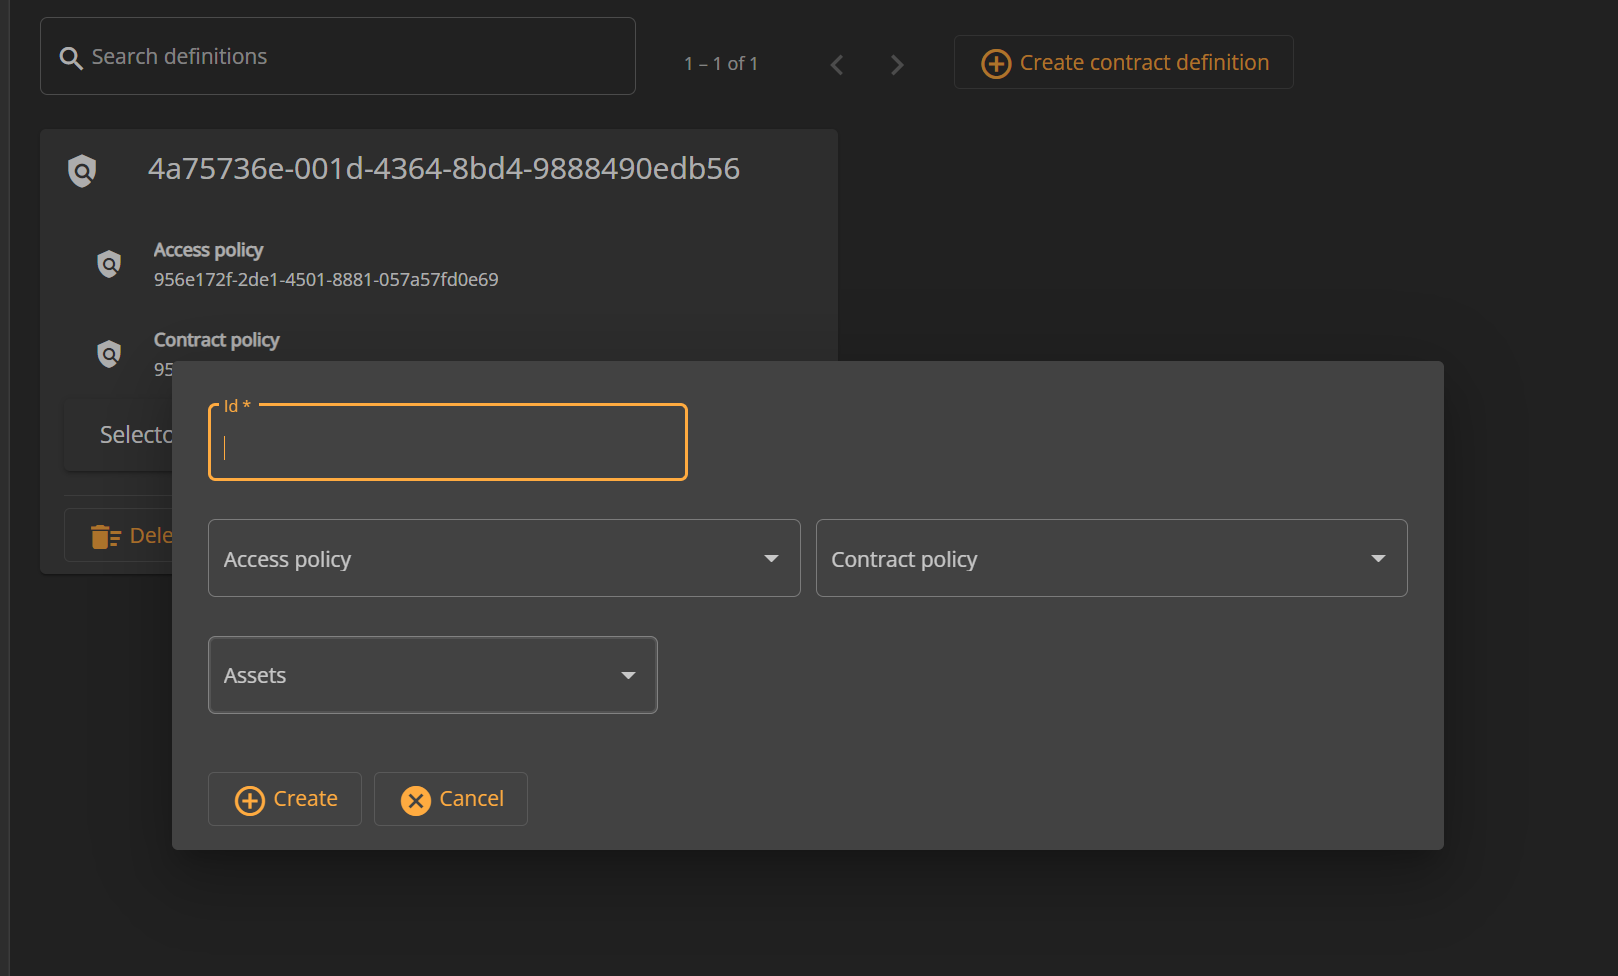 Search definitions
1 – 1 of 1
Create contract definition
4a75736e-001d-4364-8bd4-9888490edb56
Access policy
956e172f-2de1-4501-8881-057a57fd0e69
Contract policy
95
Selecto
Dele
Id *
Access policy
Contract policy
Assets
Create
Cancel